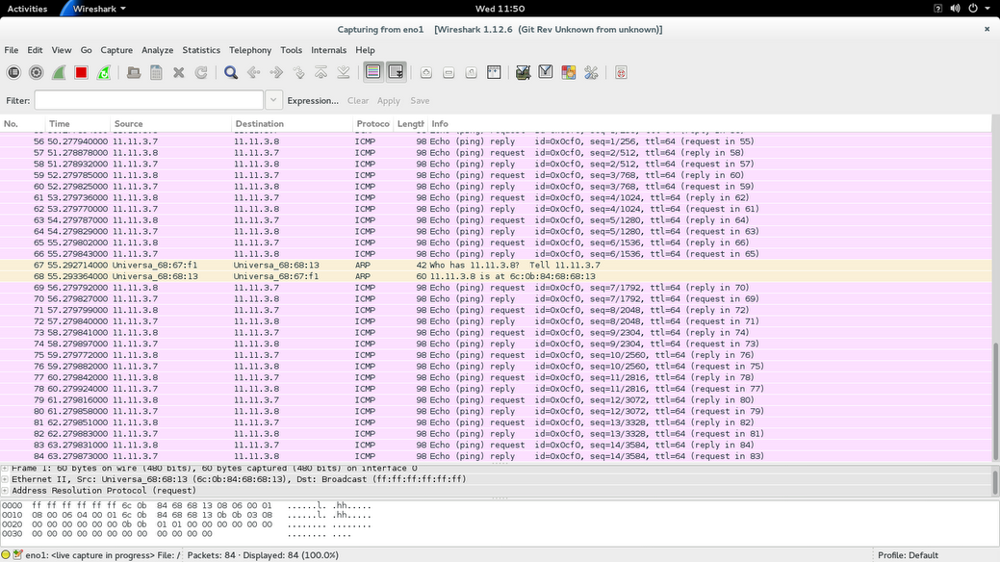 Activities Wireshark Wed 11:50
Capturing from eno1 [Wireshark 1.12.6 (Git Rev Unknown from unknown)]
File Edit View Go Capture Analyze Statistics Telephony Tools Internals Help
Filter: Expression... Clear Apply Save
No. Time Source Destination Protoco Length Info
56 50.277940000 11.11.3.7 11.11.3.8 ICMP 98 Echo (ping) reply id=0x0cf0, seq=1/256, ttl=64 (request in 55)
57 51.278878000 11.11.3.8 11.11.3.7 ICMP 98 Echo (ping) request id=0x0cf0, seq=2/512, ttl=64 (reply in 58)
58 51.278932000 11.11.3.7 11.11.3.8 ICMP 98 Echo (ping) reply id=0x0cf0, seq=2/512, ttl=64 (request in 57)
59 52.279785000 11.11.3.8 11.11.3.7 ICMP 98 Echo (ping) request id=0x0cf0, seq=3/768, ttl=64 (reply in 60)
60 52.279825000 11.11.3.7 11.11.3.8 ICMP 98 Echo (ping) reply id=0x0cf0, seq=3/768, ttl=64 (request in 59)
61 53.279736000 11.11.3.8 11.11.3.7 ICMP 98 Echo (ping) request id=0x0cf0, seq=4/1024, ttl=64 (reply in 62)
62 53.279770000 11.11.3.7 11.11.3.8 ICMP 98 Echo (ping) reply id=0x0cf0, seq=4/1024, ttl=64 (request in 61)
63 54.279787000 11.11.3.8 11.11.3.7 ICMP 98 Echo (ping) request id=0x0cf0, seq=5/1280, ttl=64 (reply in 64)
64 54.279829000 11.11.3.7 11.11.3.8 ICMP 98 Echo (ping) reply id=0x0cf0, seq=5/1280, ttl=64 (request in 63)
65 55.279802000 11.11.3.8 11.11.3.7 ICMP 98 Echo (ping) request id=0x0cf0, seq=6/1536, ttl=64 (reply in 66)
66 55.279843000 11.11.3.7 11.11.3.8 ICMP 98 Echo (ping) reply id=0x0cf0, seq=6/1536, ttl=64 (request in 65)
67 55.292714000 Universa_68:67:f1 Universa_68:68:13 ARP 42 Who has 11.11.3.8? Tell 11.11.3.7
68 55.293364000 Universa_68:68:13 Universa_68:67:f1 ARP 60 11.11.3.8 is at 6c:0b:84:68:68:13
69 56.279792000 11.11.3.8 11.11.3.7 ICMP 98 Echo (ping) request id=0x0cf0, seq=7/1792, ttl=64 (reply in 70)
70 56.279827000 11.11.3.7 11.11.3.8 ICMP 98 Echo (ping) reply id=0x0cf0, seq=7/1792, ttl=64 (request in 69)
71 57.279799000 11.11.3.8 11.11.3.7 ICMP 98 Echo (ping) request id=0x0cf0, seq=8/2048, ttl=64 (reply in 72)
72 57.279840000 11.11.3.7 11.11.3.8 ICMP 98 Echo (ping) reply id=0x0cf0, seq=8/2048, ttl=64 (request in 71)
73 58.279841000 11.11.3.8 11.11.3.7 ICMP 98 Echo (ping) request id=0x0cf0, seq=9/2304, ttl=64 (reply in 74)
74 58.279897000 11.11.3.7 11.11.3.8 ICMP 98 Echo (ping) reply id=0x0cf0, seq=9/2304, ttl=64 (request in 73)
75 59.279772000 11.11.3.8 11.11.3.7 ICMP 98 Echo (ping) request id=0x0cf0, seq=10/2560, ttl=64 (reply in 76)
76 59.279882000 11.11.3.7 11.11.3.8 ICMP 98 Echo (ping) reply id=0x0cf0, seq=10/2560, ttl=64 (request in 75)
77 60.279842000 11.11.3.8 11.11.3.7 ICMP 98 Echo (ping) request id=0x0cf0, seq=11/2816, ttl=64 (reply in 78)
78 60.279924000 11.11.3.7 11.11.3.8 ICMP 98 Echo (ping) reply id=0x0cf0, seq=11/2816, ttl=64 (request in 77)
79 61.279816000 11.11.3.8 11.11.3.7 ICMP 98 Echo (ping) request id=0x0cf0, seq=12/3072, ttl=64 (reply in 80)
80 61.279858000 11.11.3.7 11.11.3.8 ICMP 98 Echo (ping) reply id=0x0cf0, seq=12/3072, ttl=64 (request in 79)
81 62.279851000 11.11.3.8 11.11.3.7 ICMP 98 Echo (ping) request id=0x0cf0, seq=13/3328, ttl=64 (reply in 82)
82 62.279883000 11.11.3.7 11.11.3.8 ICMP 98 Echo (ping) reply id=0x0cf0, seq=13/3328, ttl=64 (request in 81)
83 63.279831000 11.11.3.8 11.11.3.7 ICMP 98 Echo (ping) request id=0x0cf0, seq=14/3584, ttl=64 (reply in 84)
84 63.279873000 11.11.3.7 11.11.3.8 ICMP 98 Echo (ping) reply id=0x0cf0, seq=14/3584, ttl=64 (request in 83)
Frame 1: 60 bytes on wire (480 bits), 60 bytes captured (480 bits) on interface 0
Ethernet II, Src: Universa_68:68:13 (6c:0b:84:68:68:13), Dst: Broadcast (ff:ff:ff:ff:ff:ff)
Address Resolution Protocol (request)
0000 ff ff ff ff ff ff 6c 0b 84 68 68 13 08 06 00 01 ......l. .hh.....
0010 08 00 06 04 00 01 6c 0b 84 68 68 13 0b 0b 03 08 ......l. .hh.....
0020 00 00 00 00 00 00 0b 0b 01 01 00 00 00 00 00 00 ........ ........
0030 00 00 00 00 00 00 00 00 00 00 00 00 ........ ....
eno1: <live capture in progress> File: / Packets: 84 · Displayed: 84 (100.0%) Profile: Default